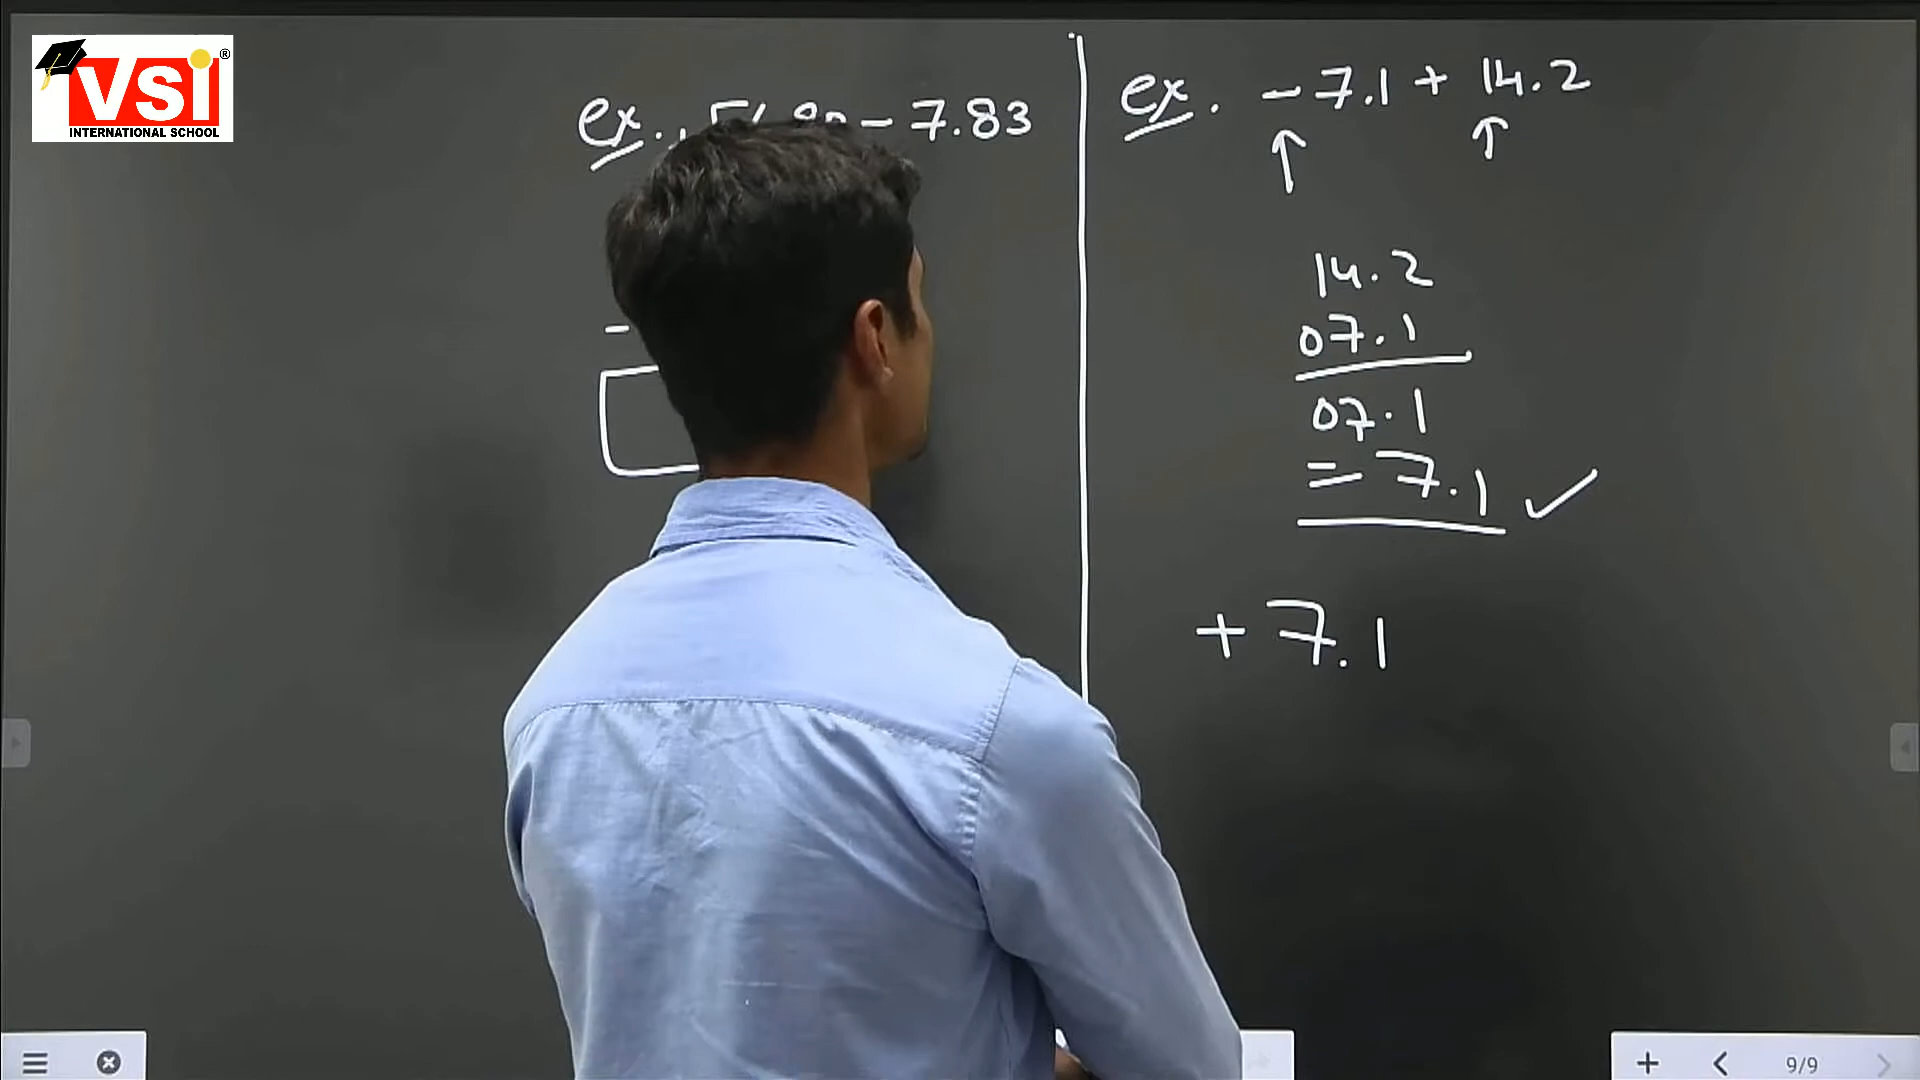 vsi®
INTERNATIONAL SCHOOL
ex. - 7.83
ex. - 7.1 + 14.2
14.2
07.1
07.1
= 7.1 ✓
+ 7.1
9/9